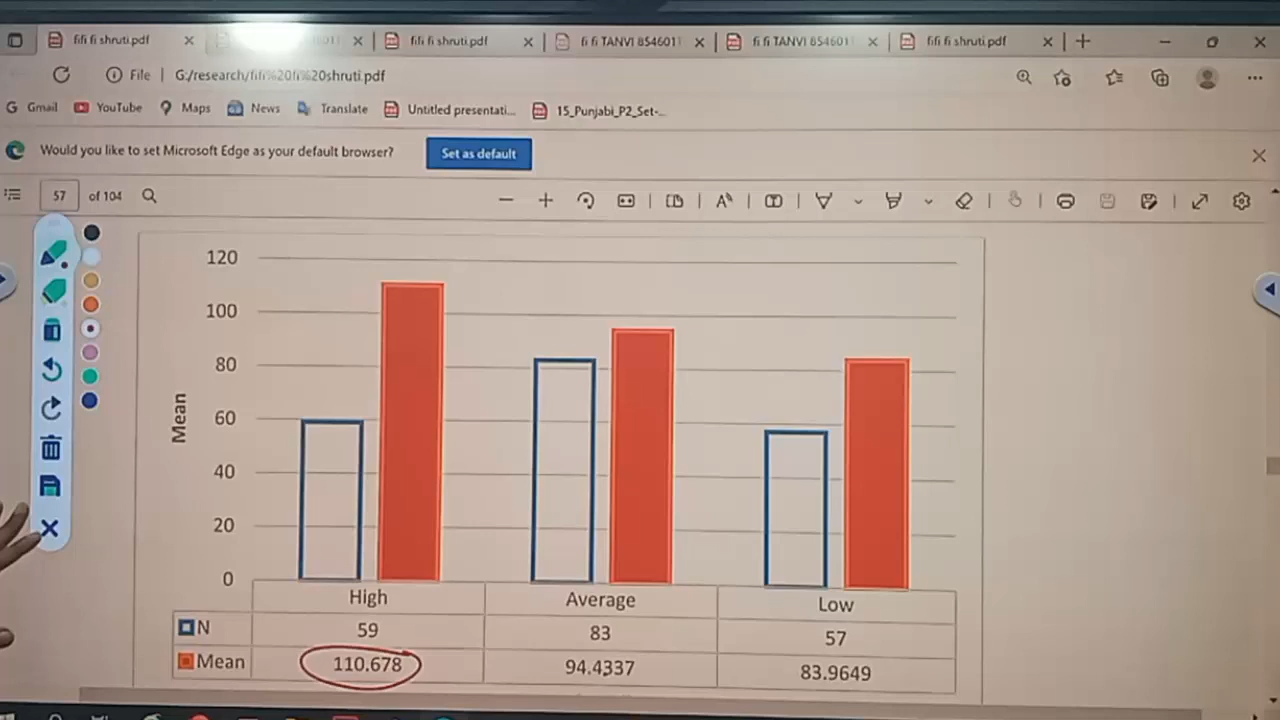 fifi fi shruti.pdf fifi fi shruti.pdf fi fi TANVI 854601 fi fi TANVI 854601 fifi fi shruti.pdf
File G:/research/fifi%20fi%20shruti.pdf
Gmail YouTube Maps News Translate Untitled presentati... 15_Punjabi_P2_Set-...
Would you like to set Microsoft Edge as your default browser? Set as default
57 of 104
120
100
80
60
40
20
0
Mean
High Average Low
N 59 83 57
Mean 110.678 94.4337 83.9649